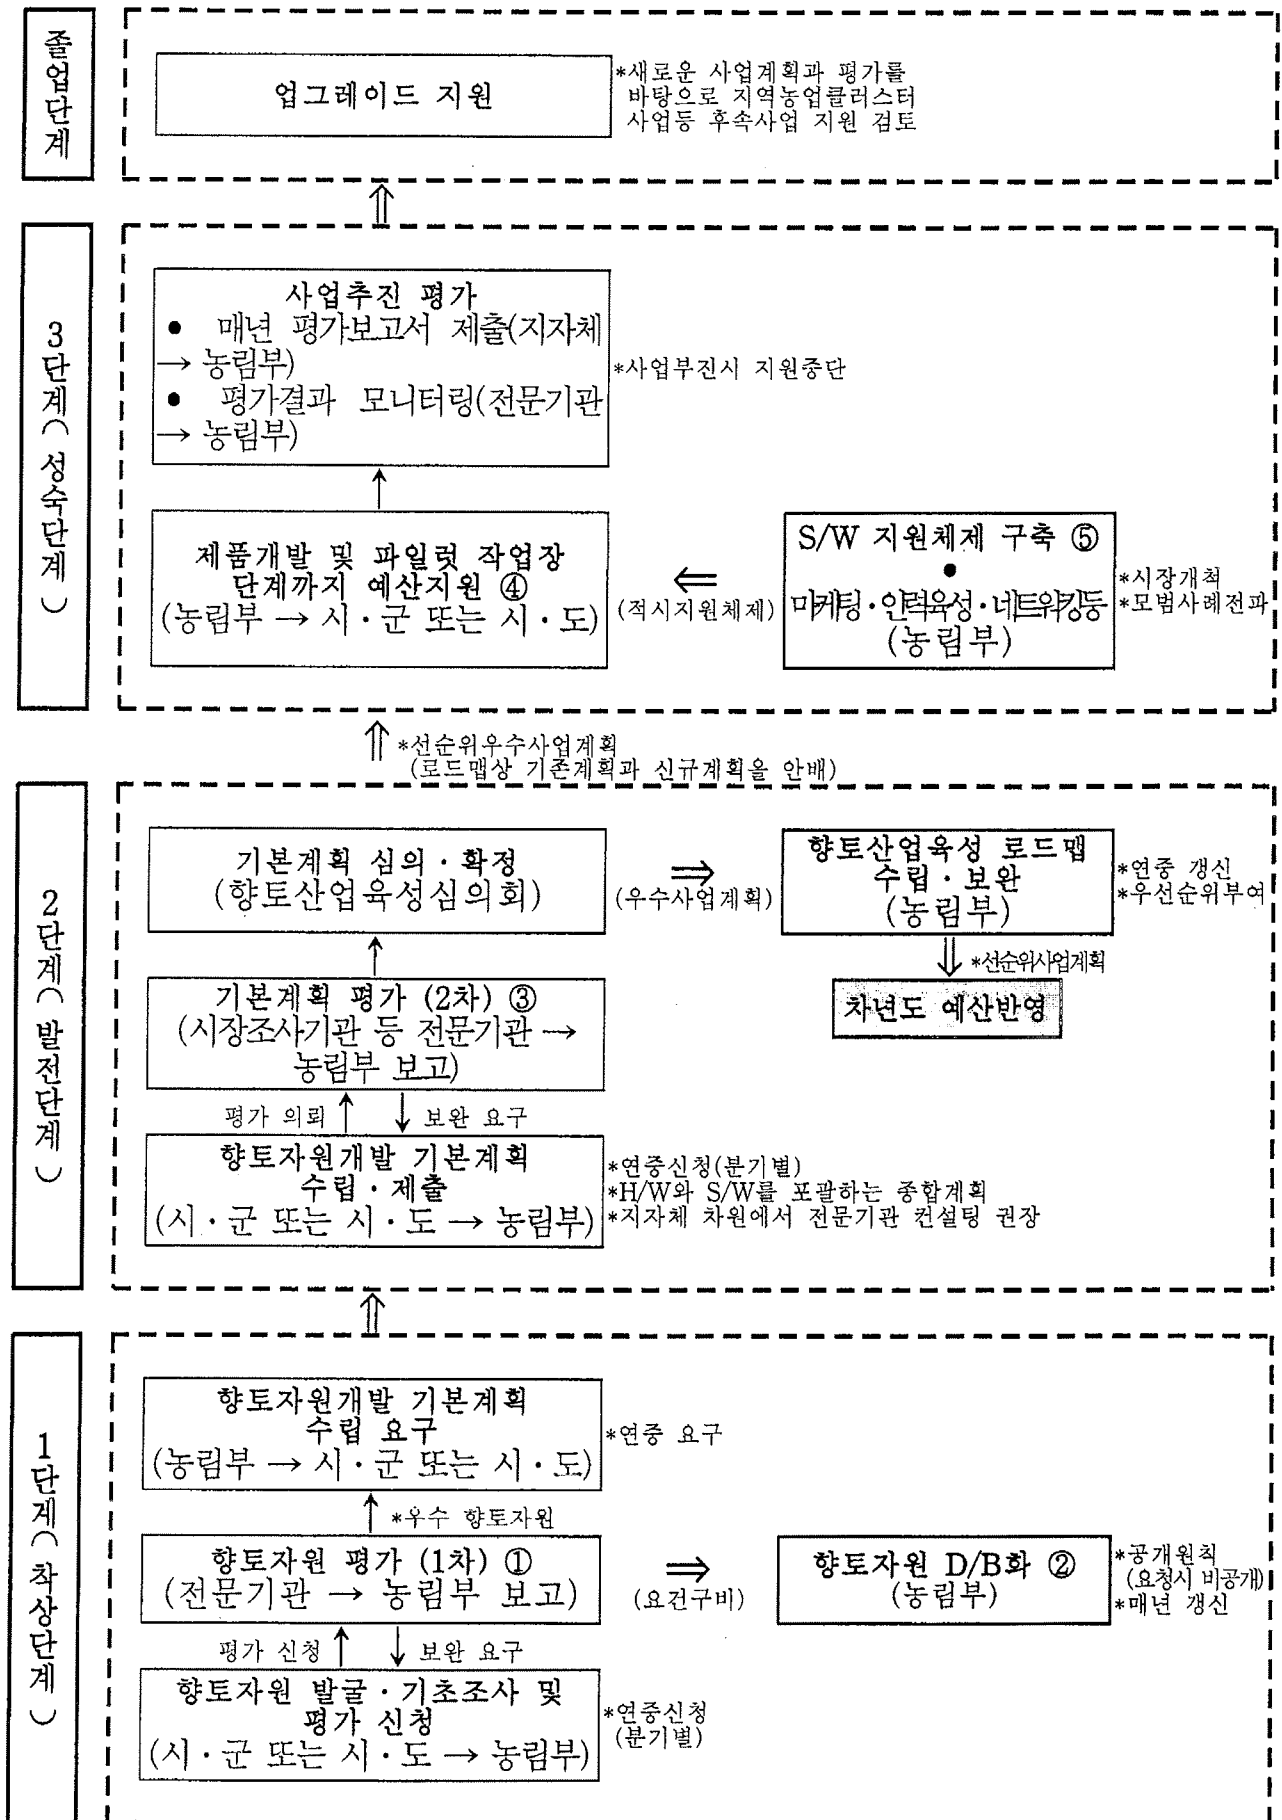 졸업단계
업그레이드 지원
*새로운 사업계획과 평가를
바탕으로 지역농업클러스터
사업등 후속사업 지원 검토
⇑
3단계(성숙단계)
사업추진 평가
● 매년 평가보고서 제출(지자체
→ 농림부)
● 평가결과 모니터링(전문기관
→ 농림부)
*사업부진시 지원중단
↑
제품개발 및 파일럿 작업장
단계까지 예산지원 ④
(농림부 → 시·군 또는 시·도)
⇐
(적시지원체제)
S/W 지원체제 구축 ⑤
●
마케팅·인력육성·네트워킹등
(농림부)
*시장개척
*모범사례전파
⇑ *선순위우수사업계획
(로드맵상 기존계획과 신규계획을 안배)
2단계(발전단계)
기본계획 심의·확정
(향토산업육성심의회)
⇒
(우수사업계획)
향토산업육성 로드맵
수립·보완
(농림부)
*연중 갱신
*우선순위부여
⇓ *선순위사업계획
차년도 예산반영
↑
기본계획 평가 (2차) ③
(시장조사기관 등 전문기관 →
농림부 보고)
평가 의뢰 ↑ ↓ 보완 요구
향토자원개발 기본계획
수립·제출
(시·군 또는 시·도 → 농림부)
*연중신청(분기별)
*H/W와 S/W를 포괄하는 종합계획
*지자체 차원에서 전문기관 컨설팅 권장
⇑
1단계(착상단계)
향토자원개발 기본계획
수립 요구
(농림부 → 시·군 또는 시·도)
*연중 요구
↑ *우수 향토자원
향토자원 평가 (1차) ①
(전문기관 → 농림부 보고)
⇒
(요건구비)
향토자원 D/B화 ②
(농림부)
*공개원칙
(요청시 비공개)
*매년 갱신
평가 신청 ↑ ↓ 보완 요구
향토자원 발굴·기초조사 및
평가 신청
(시·군 또는 시·도 → 농림부)
*연중신청
(분기별)